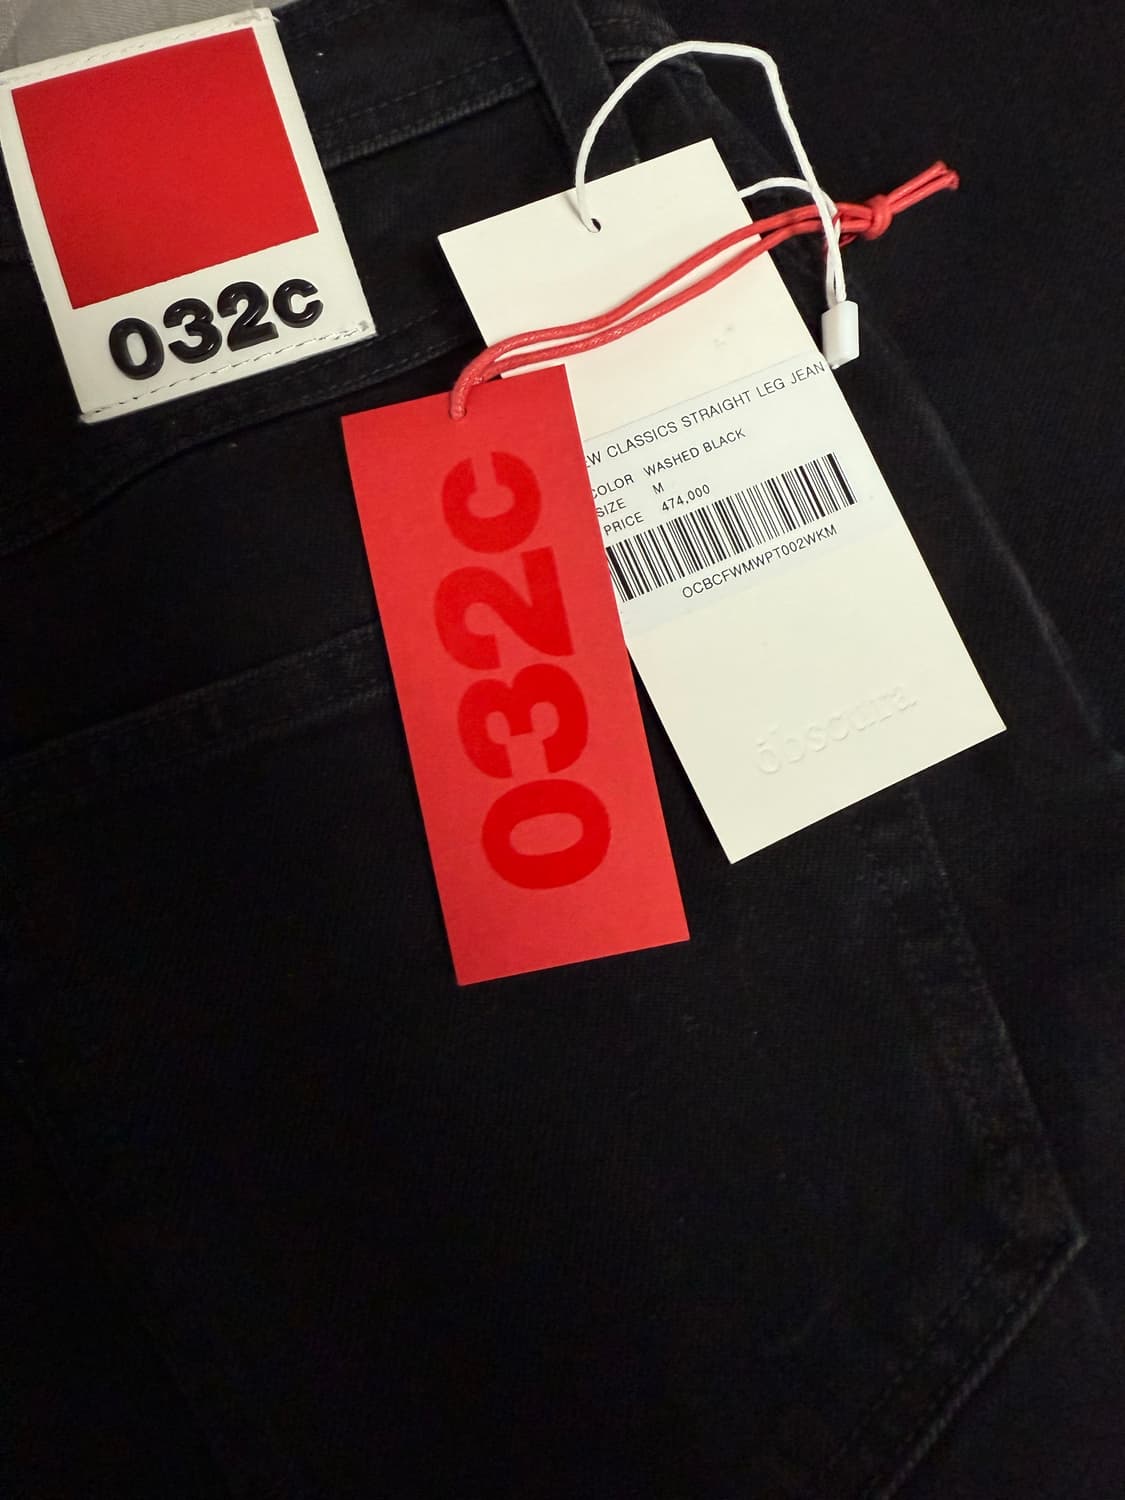 032c
EW CLASSICS STRAIGHT LEG JEAN
COLOR WASHED BLACK
SIZE M
PRICE 474,000
OCBCFWMWPT002WKM
032c
obscura